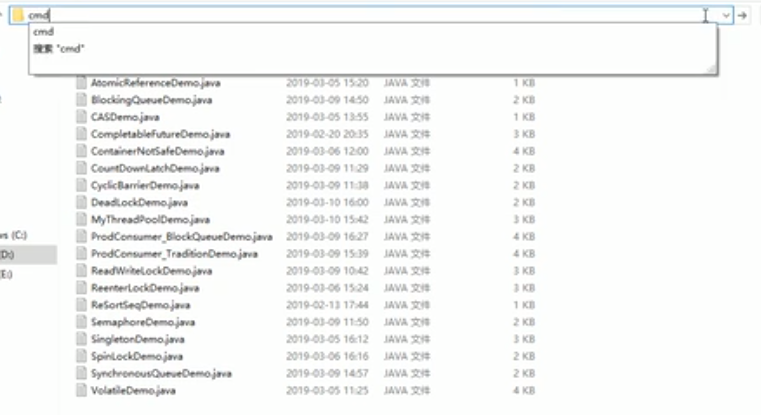 cmd
cmd
搜索 "cmd"
AtomicReferenceDemo.java 2019-03-05 15:20 JAVA 文件 1 KB
BlockingQueueDemo.java 2019-03-09 14:50 JAVA 文件 2 KB
CASDemo.java 2019-03-05 13:55 JAVA 文件 1 KB
CompletableFutureDemo.java 2019-02-20 20:35 JAVA 文件 3 KB
ContainerNotSafeDemo.java 2019-03-06 12:00 JAVA 文件 4 KB
CountDownLatchDemo.java 2019-03-09 11:29 JAVA 文件 2 KB
CyclicBarrierDemo.java 2019-03-09 11:38 JAVA 文件 2 KB
DeadLockDemo.java 2019-03-10 16:00 JAVA 文件 2 KB
MyThreadPoolDemo.java 2019-03-10 15:42 JAVA 文件 3 KB
ws (C:) ProdConsumer_BlockQueueDemo.java 2019-03-09 16:27 JAVA 文件 4 KB
(D:) ProdConsumer_TraditionDemo.java 2019-03-09 15:39 JAVA 文件 4 KB
(E:) ReadWriteLockDemo.java 2019-03-09 10:42 JAVA 文件 3 KB
ReenterLockDemo.java 2019-03-06 15:24 JAVA 文件 3 KB
ReSortSeqDemo.java 2019-02-13 17:44 JAVA 文件 1 KB
SemaphoreDemo.java 2019-03-09 11:50 JAVA 文件 2 KB
SingletonDemo.java 2019-03-05 16:12 JAVA 文件 3 KB
SpinLockDemo.java 2019-03-06 16:16 JAVA 文件 2 KB
SynchronousQueueDemo.java 2019-03-09 14:57 JAVA 文件 2 KB
VolatileDemo.java 2019-03-05 11:25 JAVA 文件 4 KB